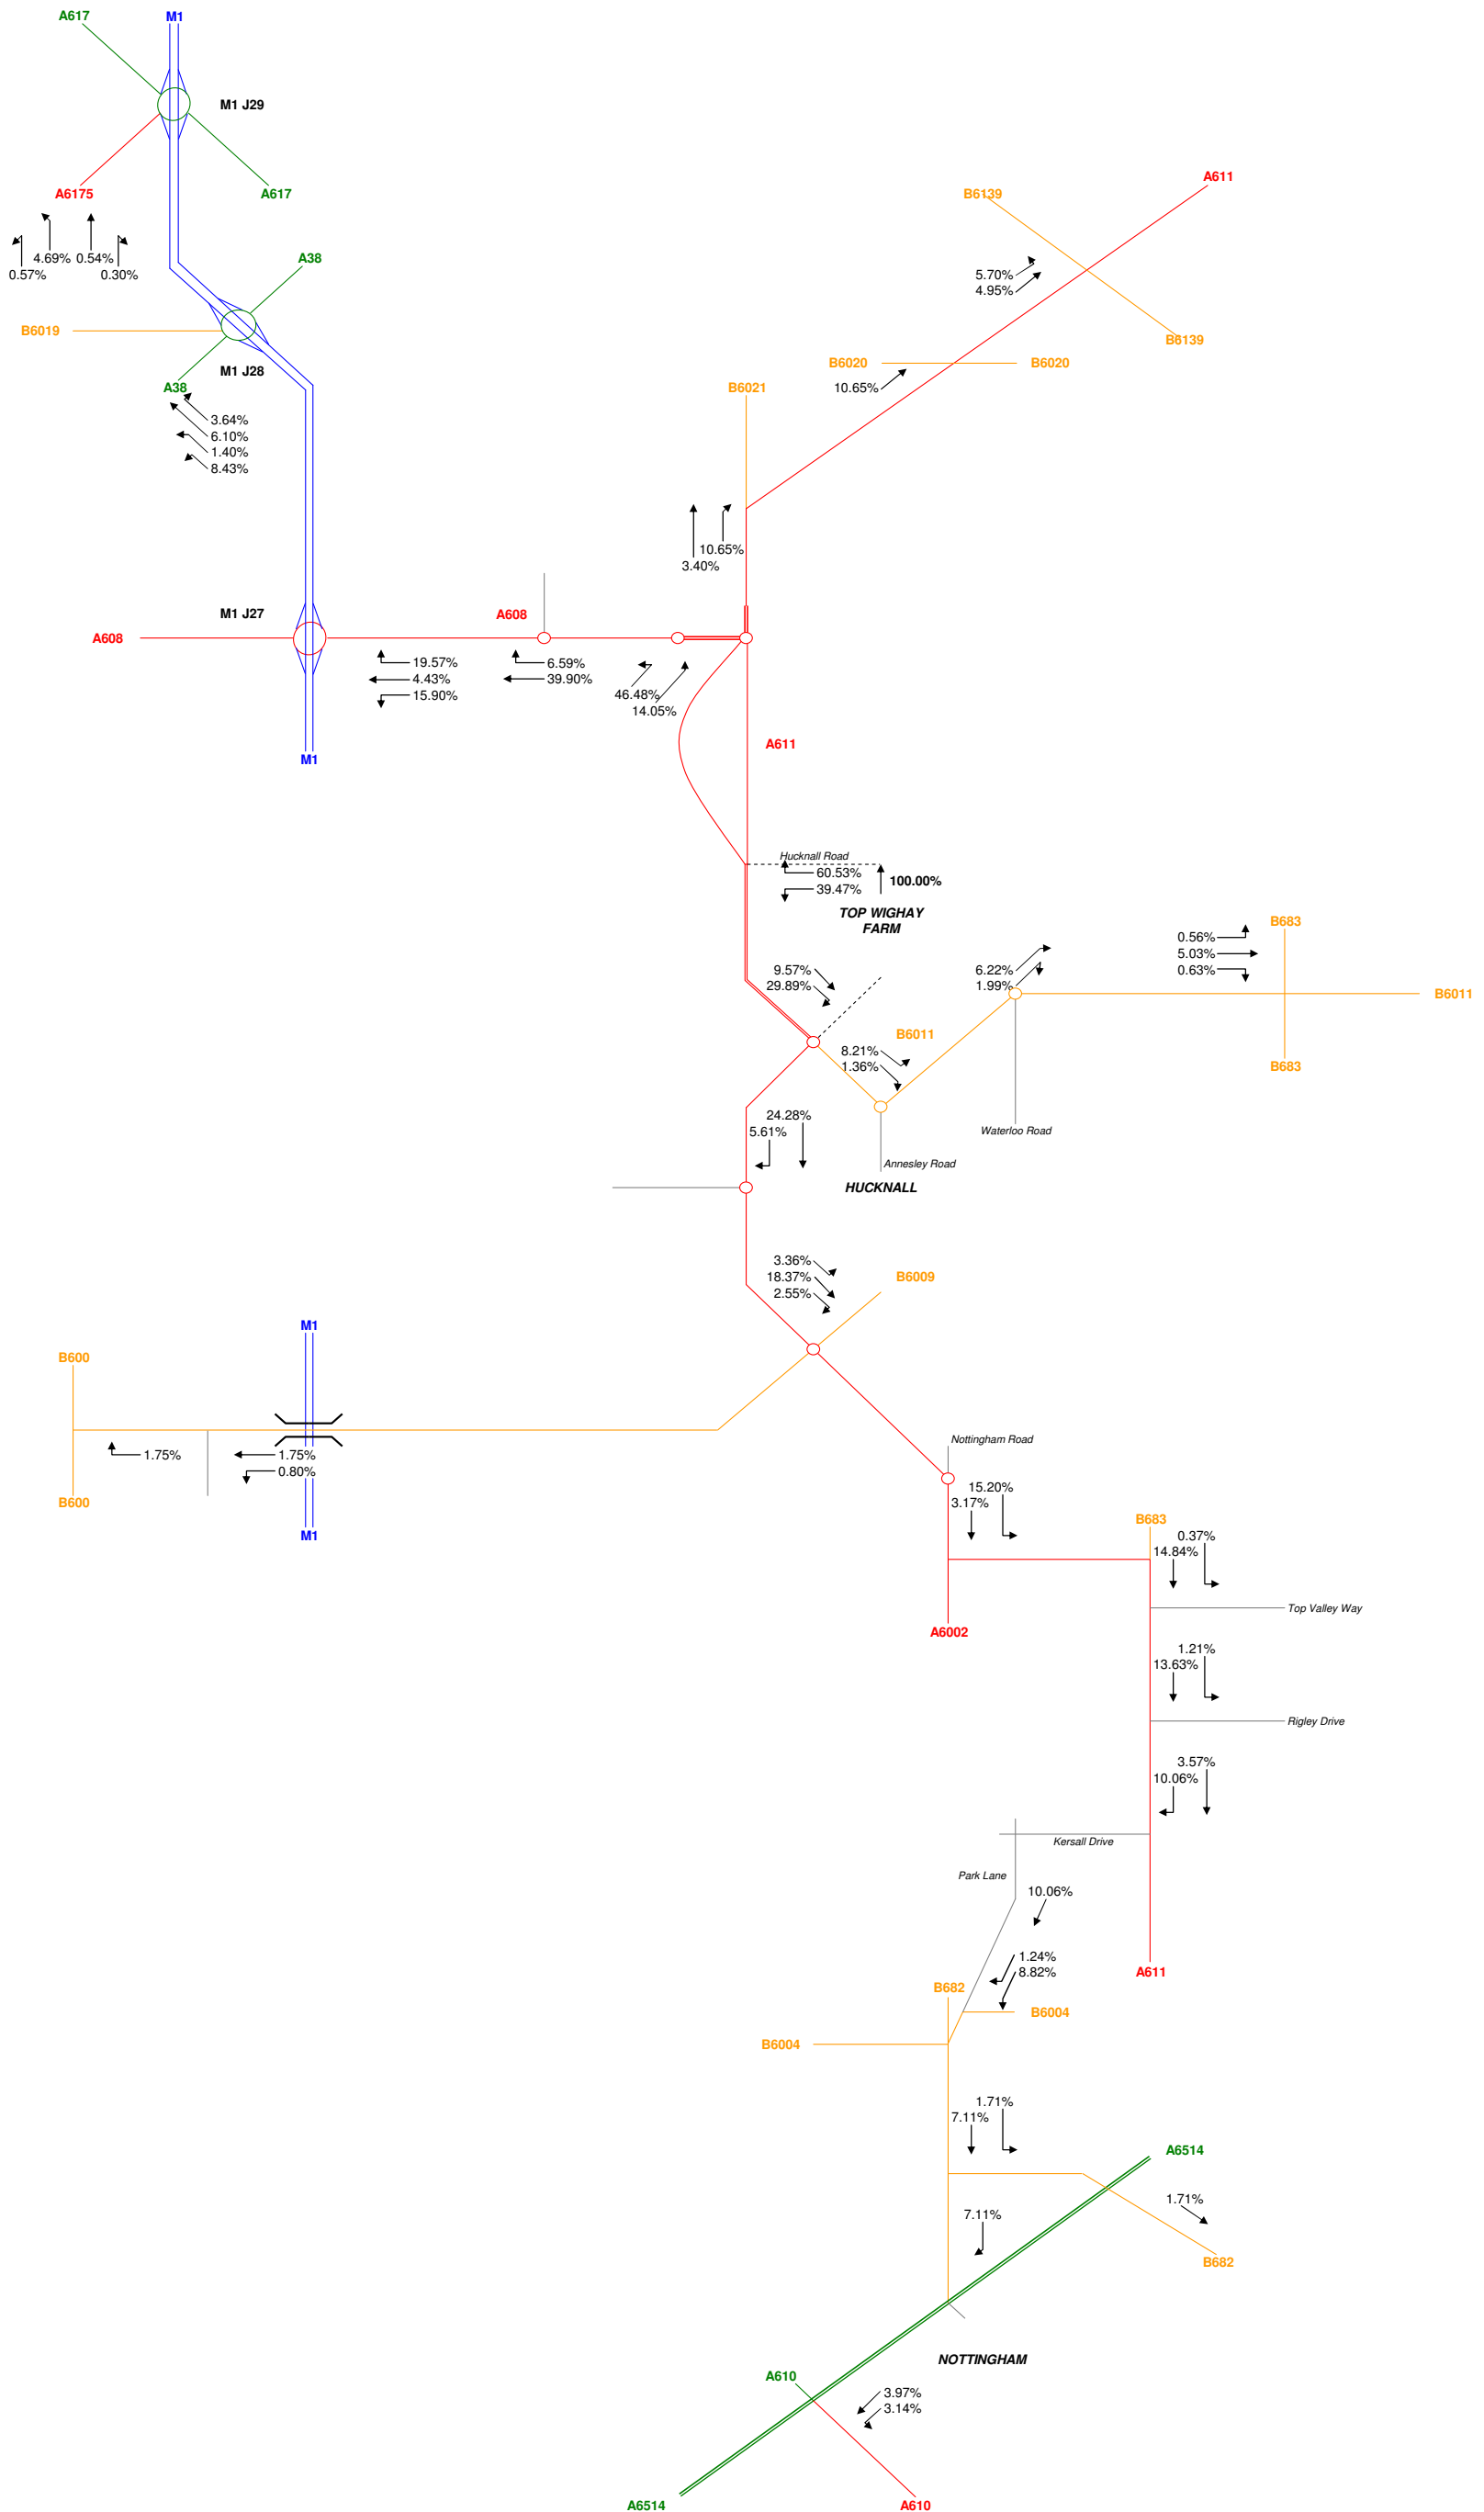 A617
M1
M1 J29
A6175
A617
4.69%
0.54%
0.57%
0.30%
A38
B6019
M1 J28
A38
3.64%
6.10%
1.40%
8.43%
A611
B6139
5.70%
4.95%
B6139
B6020
B6020
10.65%
B6021
10.65%
3.40%
M1 J27
A608
A608
19.57%
4.43%
15.90%
6.59%
39.90%
46.48%
14.05%
M1
A611
Hucknall Road
60.53%
39.47%
100.00%
TOP WIGHAY
FARM
9.57%
29.89%
6.22%
1.99%
B683
0.56%
5.03%
0.63%
B6011
B6011
8.21%
1.36%
B683
24.28%
5.61%
Waterloo Road
Annesley Road
HUCKNALL
3.36%
18.37%
2.55%
B6009
M1
B600
1.75%
1.75%
0.80%
B600
M1
Nottingham Road
15.20%
3.17%
B683
0.37%
14.84%
Top Valley Way
A6002
1.21%
13.63%
Rigley Drive
3.57%
10.06%
Kersall Drive
Park Lane
10.06%
1.24%
8.82%
A611
B682
B6004
B6004
1.71%
7.11%
A6514
1.71%
7.11%
B682
NOTTINGHAM
A610
3.97%
3.14%
A6514
A610